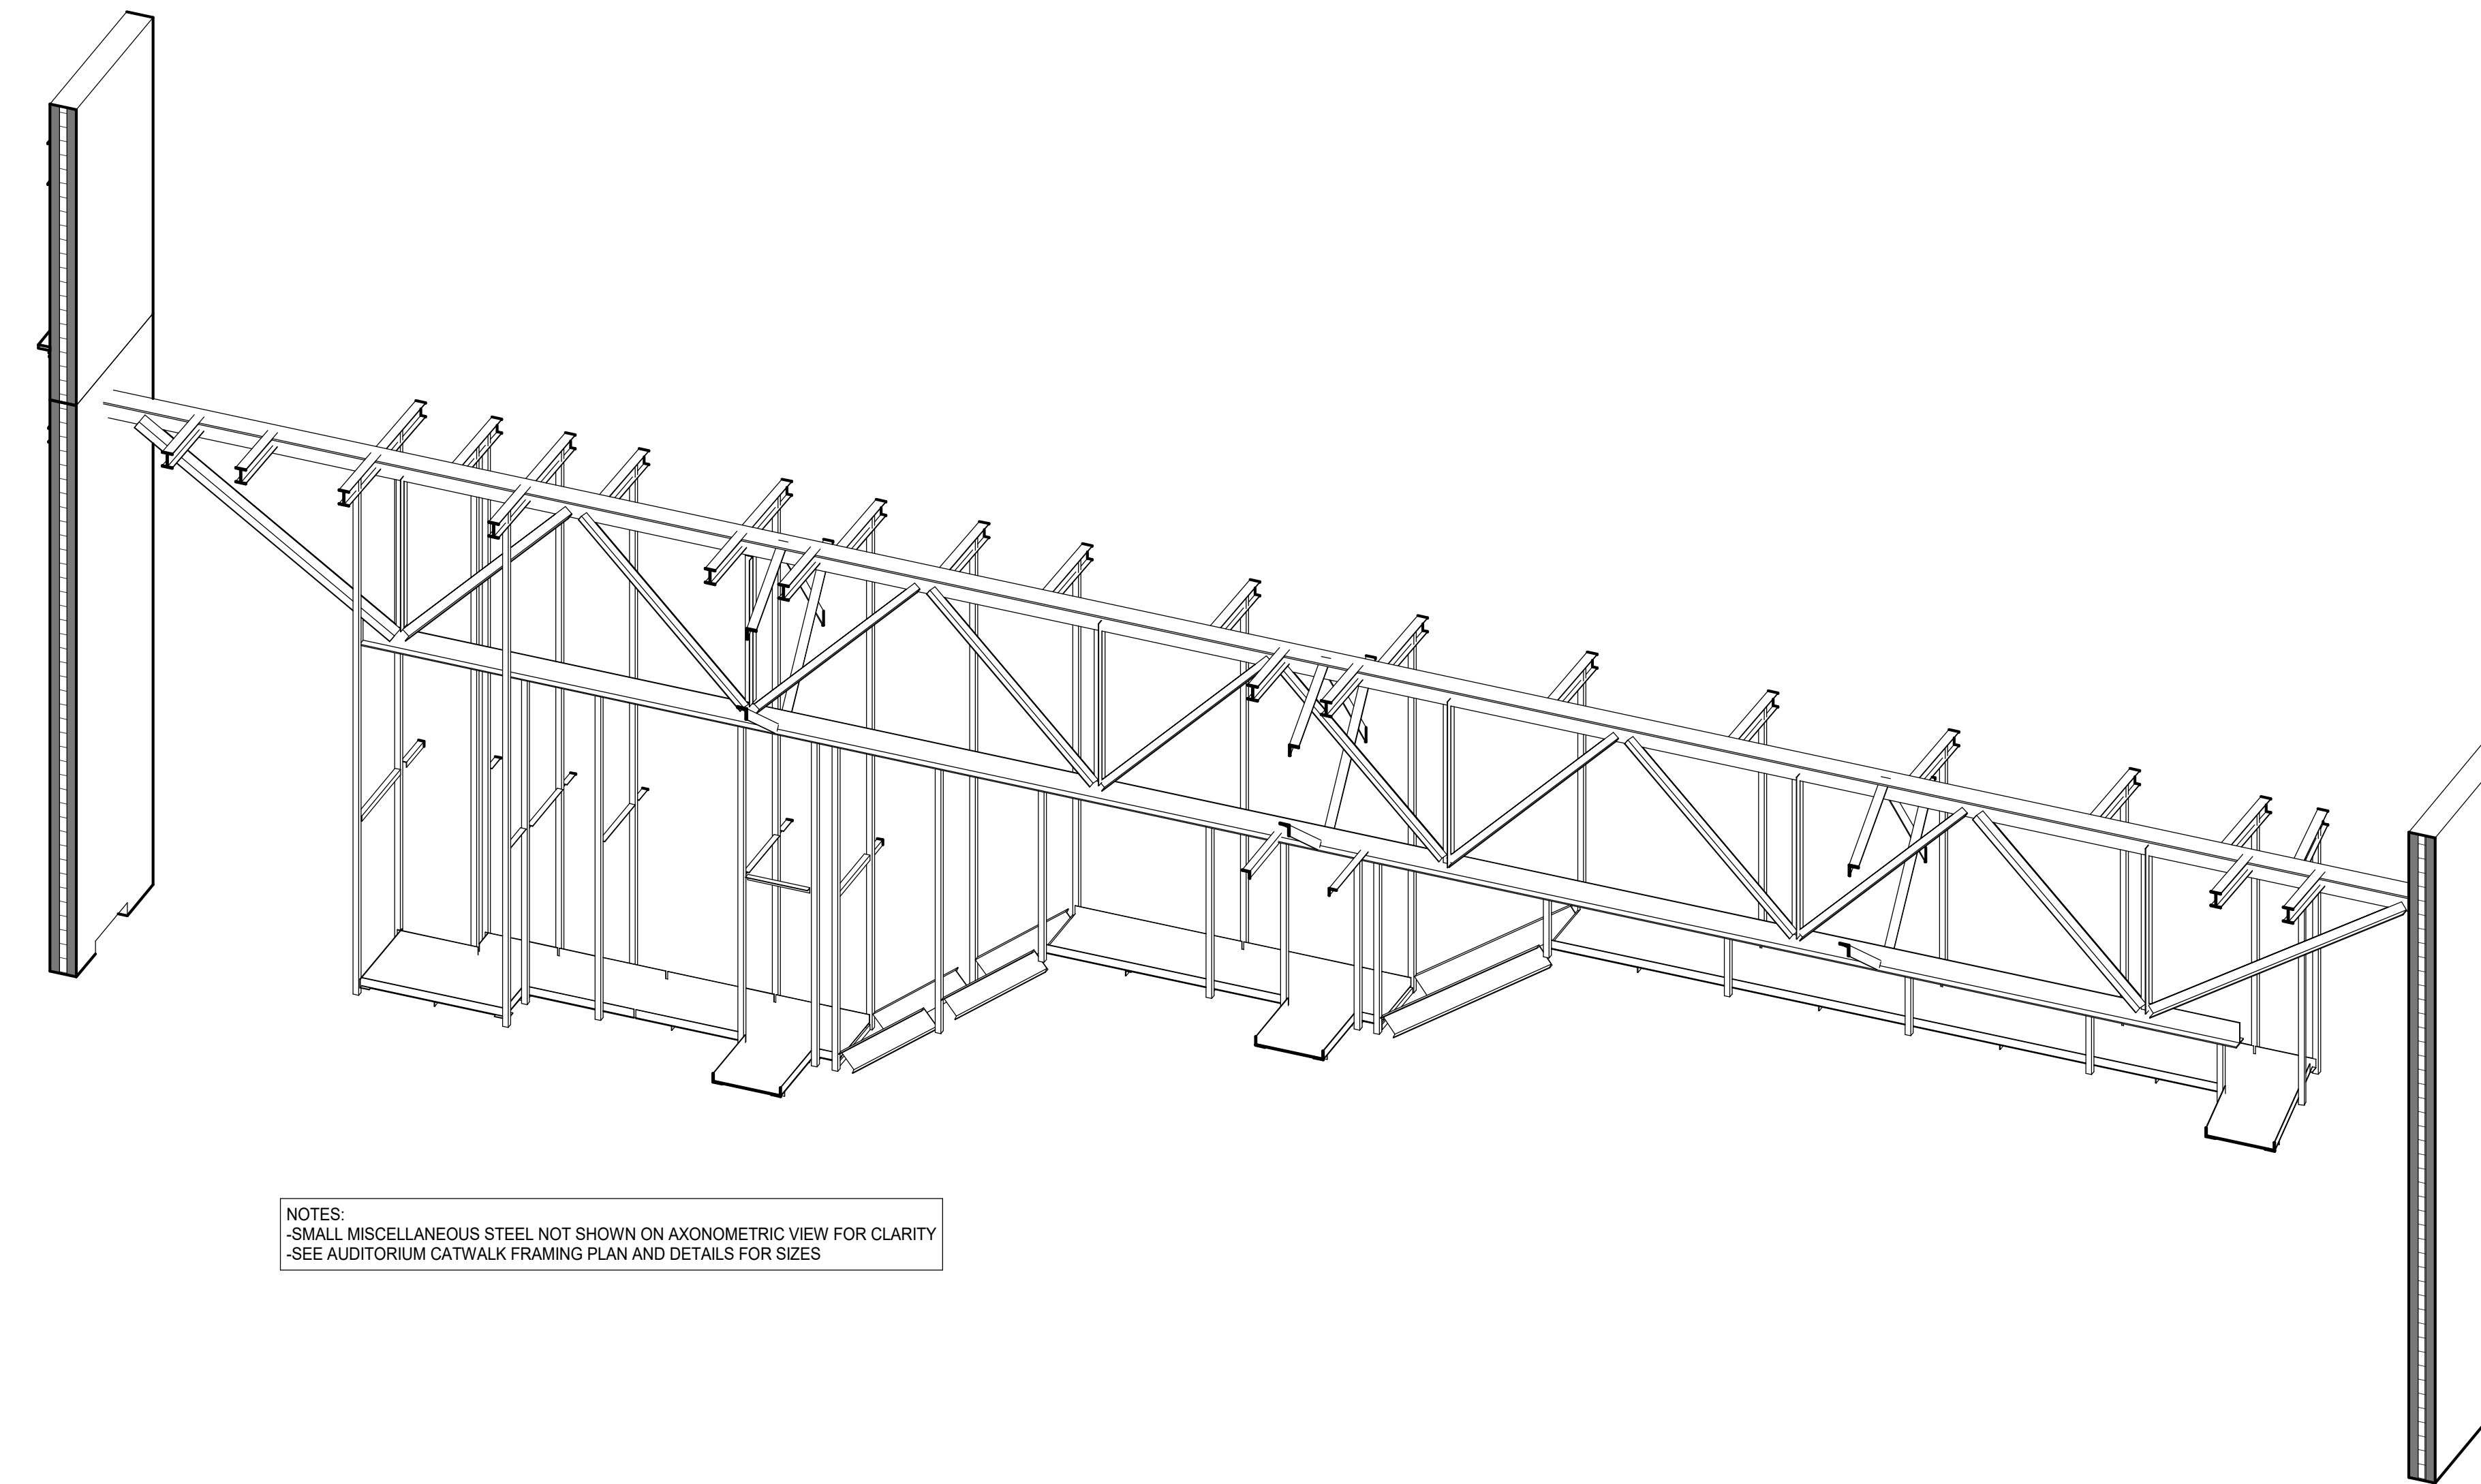 NOTES:
-SMALL MISCELLANEOUS STEEL NOT SHOWN ON AXONOMETRIC VIEW FOR CLARITY
-SEE AUDITORIUM CATWALK FRAMING PLAN AND DETAILS FOR SIZES